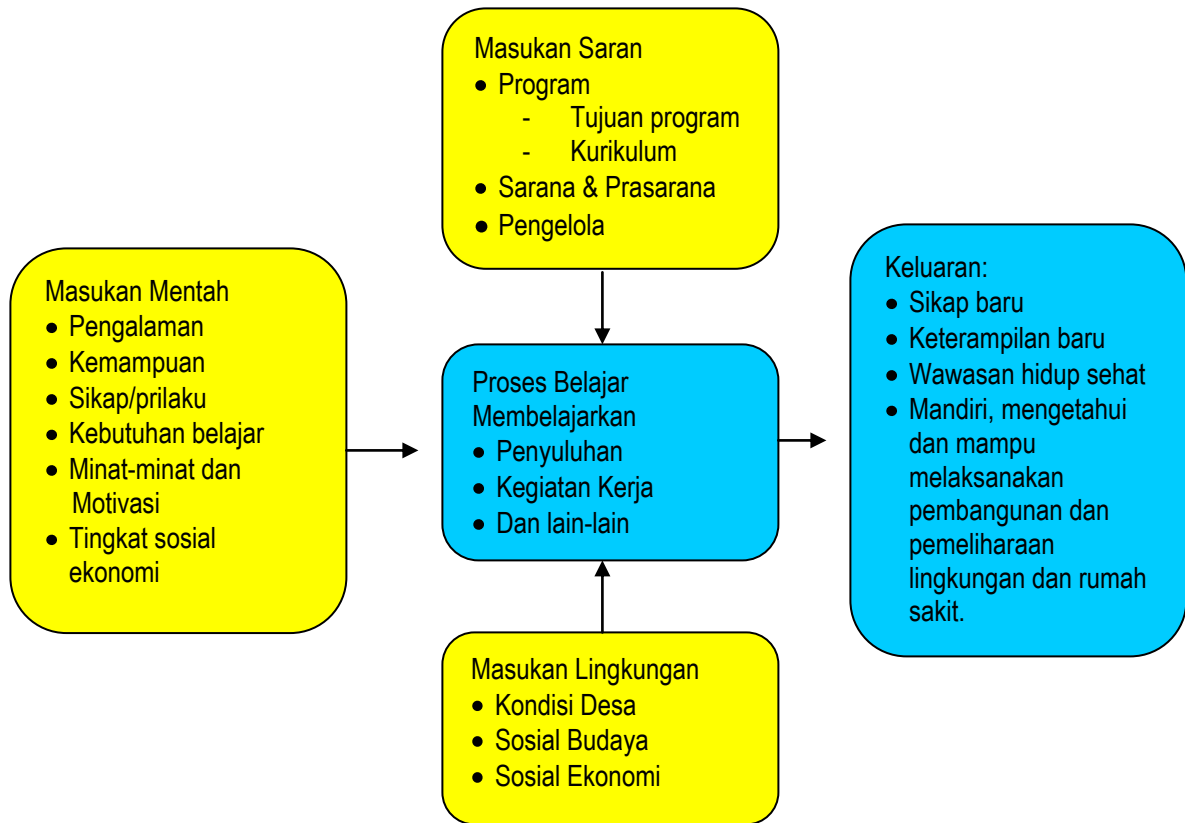 Masukan Saran
• Program
- Tujuan program
- Kurikulum
• Sarana & Prasarana
• Pengelola
Masukan Mentah
• Pengalaman
• Kemampuan
• Sikap/prilaku
• Kebutuhan belajar
• Minat-minat dan
Motivasi
• Tingkat sosial
ekonomi
Proses Belajar
Membelajarkan
• Penyuluhan
• Kegiatan Kerja
• Dan lain-lain
Keluaran:
• Sikap baru
• Keterampilan baru
• Wawasan hidup sehat
• Mandiri, mengetahui
dan mampu
melaksanakan
pembangunan dan
pemeliharaan
lingkungan dan rumah
sakit.
Masukan Lingkungan
• Kondisi Desa
• Sosial Budaya
• Sosial Ekonomi